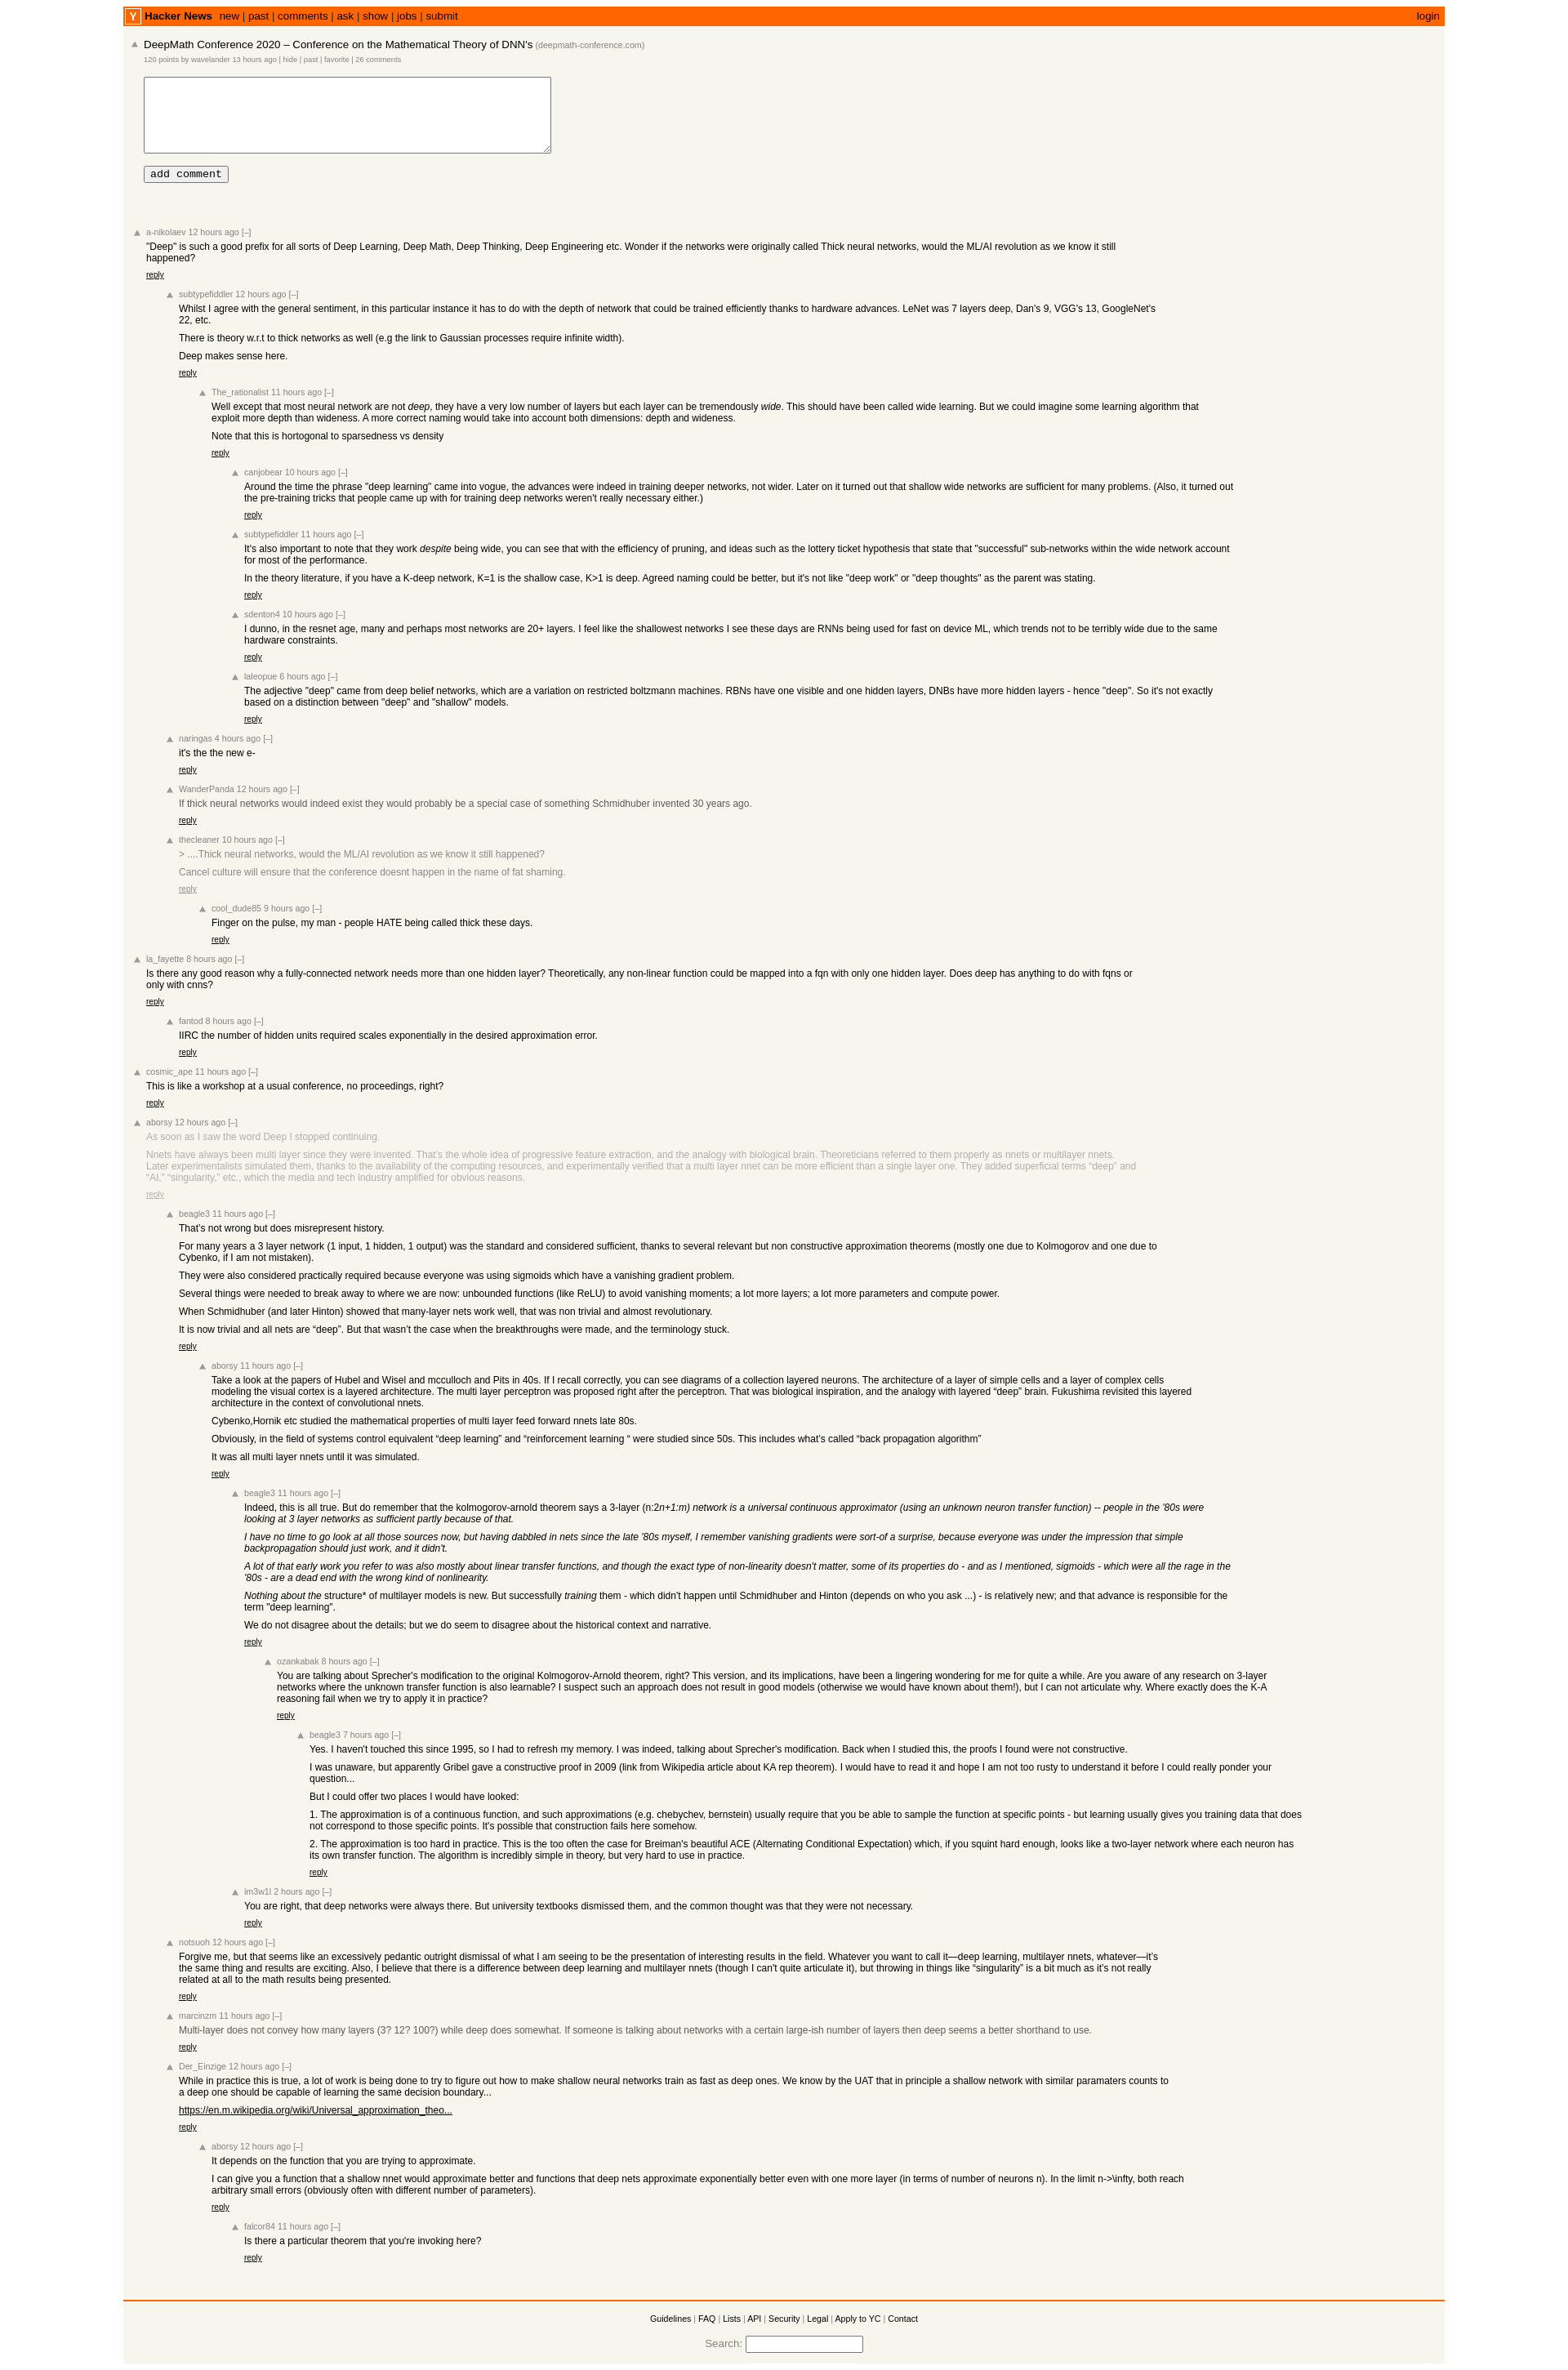 Y Hacker News new | past | comments | ask | show | jobs | submit login
DeepMath Conference 2020 – Conference on the Mathematical Theory of DNN's (deepmath-conference.com)
120 points by wavelander 13 hours ago | hide | past | favorite | 26 comments
add comment
a-nikolaev 12 hours ago [–]
"Deep" is such a good prefix for all sorts of Deep Learning, Deep Math, Deep Thinking, Deep Engineering etc. Wonder if the networks were originally called Thick neural networks, would the ML/AI revolution as we know it still
happened?
reply
subtypefiddler 12 hours ago [–]
Whilst I agree with the general sentiment, in this particular instance it has to do with the depth of network that could be trained efficiently thanks to hardware advances. LeNet was 7 layers deep, Dan's 9, VGG's 13, GoogleNet's
22, etc.
There is theory w.r.t to thick networks as well (e.g the link to Gaussian processes require infinite width).
Deep makes sense here.
reply
The_rationalist 11 hours ago [–]
Well except that most neural network are not deep, they have a very low number of layers but each layer can be tremendously wide. This should have been called wide learning. But we could imagine some learning algorithm that
exploit more depth than wideness. A more correct naming would take into account both dimensions: depth and wideness.
Note that this is hortogonal to sparsedness vs density
reply
canjobear 10 hours ago [–]
Around the time the phrase "deep learning" came into vogue, the advances were indeed in training deeper networks, not wider. Later on it turned out that shallow wide networks are sufficient for many problems. (Also, it turned out
the pre-training tricks that people came up with for training deep networks weren't really necessary either.)
reply
subtypefiddler 11 hours ago [–]
It's also important to note that they work despite being wide, you can see that with the efficiency of pruning, and ideas such as the lottery ticket hypothesis that state that "successful" sub-networks within the wide network account
for most of the performance.
In the theory literature, if you have a K-deep network, K=1 is the shallow case, K>1 is deep. Agreed naming could be better, but it's not like "deep work" or "deep thoughts" as the parent was stating.
reply
sdenton4 10 hours ago [–]
I dunno, in the resnet age, many and perhaps most networks are 20+ layers. I feel like the shallowest networks I see these days are RNNs being used for fast on device ML, which trends not to be terribly wide due to the same
hardware constraints.
reply
laleopue 6 hours ago [–]
The adjective "deep" came from deep belief networks, which are a variation on restricted boltzmann machines. RBNs have one visible and one hidden layers, DNBs have more hidden layers - hence "deep". So it's not exactly
based on a distinction between "deep" and "shallow" models.
reply
naringas 4 hours ago [–]
it's the the new e-
reply
WanderPanda 12 hours ago [–]
If thick neural networks would indeed exist they would probably be a special case of something Schmidhuber invented 30 years ago.
reply
thecleaner 10 hours ago [–]
> ....Thick neural networks, would the ML/AI revolution as we know it still happened?
Cancel culture will ensure that the conference doesnt happen in the name of fat shaming.
reply
cool_dude85 9 hours ago [–]
Finger on the pulse, my man - people HATE being called thick these days.
reply
la_fayette 8 hours ago [–]
Is there any good reason why a fully-connected network needs more than one hidden layer? Theoretically, any non-linear function could be mapped into a fqn with only one hidden layer. Does deep has anything to do with fqns or
only with cnns?
reply
fantod 8 hours ago [–]
IIRC the number of hidden units required scales exponentially in the desired approximation error.
reply
cosmic_ape 11 hours ago [–]
This is like a workshop at a usual conference, no proceedings, right?
reply
aborsy 12 hours ago [–]
As soon as I saw the word Deep I stopped continuing.
Nnets have always been multi layer since they were invented. That’s the whole idea of progressive feature extraction, and the analogy with biological brain. Theoreticians referred to them properly as nnets or multilayer nnets.
Later experimentalists simulated them, thanks to the availability of the computing resources, and experimentally verified that a multi layer nnet can be more efficient than a single layer one. They added superficial terms “deep” and
“AI,” “singularity,” etc., which the media and tech industry amplified for obvious reasons.
reply
beagle3 11 hours ago [–]
That’s not wrong but does misrepresent history.
For many years a 3 layer network (1 input, 1 hidden, 1 output) was the standard and considered sufficient, thanks to several relevant but non constructive approximation theorems (mostly one due to Kolmogorov and one due to
Cybenko, if I am not mistaken).
They were also considered practically required because everyone was using sigmoids which have a vanishing gradient problem.
Several things were needed to break away to where we are now: unbounded functions (like ReLU) to avoid vanishing moments; a lot more layers; a lot more parameters and compute power.
When Schmidhuber (and later Hinton) showed that many-layer nets work well, that was non trivial and almost revolutionary.
It is now trivial and all nets are “deep”. But that wasn’t the case when the breakthroughs were made, and the terminology stuck.
reply
aborsy 11 hours ago [–]
Take a look at the papers of Hubel and Wisel and mcculloch and Pits in 40s. If I recall correctly, you can see diagrams of a collection layered neurons. The architecture of a layer of simple cells and a layer of complex cells
modeling the visual cortex is a layered architecture. The multi layer perceptron was proposed right after the perceptron. That was biological inspiration, and the analogy with layered “deep” brain. Fukushima revisited this layered
architecture in the context of convolutional nnets.
Cybenko,Hornik etc studied the mathematical properties of multi layer feed forward nnets late 80s.
Obviously, in the field of systems control equivalent “deep learning” and “reinforcement learning “ were studied since 50s. This includes what’s called “back propagation algorithm”
It was all multi layer nnets until it was simulated.
reply
beagle3 11 hours ago [–]
Indeed, this is all true. But do remember that the kolmogorov-arnold theorem says a 3-layer (n:2n+1:m) network is a universal continuous approximator (using an unknown neuron transfer function) -- people in the '80s were
looking at 3 layer networks as sufficient partly because of that.
I have no time to go look at all those sources now, but having dabbled in nets since the late '80s myself, I remember vanishing gradients were sort-of a surprise, because everyone was under the impression that simple
backpropagation should just work, and it didn't.
A lot of that early work you refer to was also mostly about linear transfer functions, and though the exact type of non-linearity doesn't matter, some of its properties do - and as I mentioned, sigmoids - which were all the rage in the
'80s - are a dead end with the wrong kind of nonlinearity.
Nothing about the structure* of multilayer models is new. But successfully training them - which didn't happen until Schmidhuber and Hinton (depends on who you ask ...) - is relatively new; and that advance is responsible for the
term "deep learning".
We do not disagree about the details; but we do seem to disagree about the historical context and narrative.
reply
ozankabak 8 hours ago [–]
You are talking about Sprecher's modification to the original Kolmogorov-Arnold theorem, right? This version, and its implications, have been a lingering wondering for me for quite a while. Are you aware of any research on 3-layer
networks where the unknown transfer function is also learnable? I suspect such an approach does not result in good models (otherwise we would have known about them!), but I can not articulate why. Where exactly does the K-A
reasoning fail when we try to apply it in practice?
reply
beagle3 7 hours ago [–]
Yes. I haven't touched this since 1995, so I had to refresh my memory. I was indeed, talking about Sprecher's modification. Back when I studied this, the proofs I found were not constructive.
I was unaware, but apparently Gribel gave a constructive proof in 2009 (link from Wikipedia article about KA rep theorem). I would have to read it and hope I am not too rusty to understand it before I could really ponder your
question...
But I could offer two places I would have looked:
1. The approximation is of a continuous function, and such approximations (e.g. chebychev, bernstein) usually require that you be able to sample the function at specific points - but learning usually gives you training data that does
not correspond to those specific points. It's possible that construction fails here somehow.
2. The approximation is too hard in practice. This is the too often the case for Breiman's beautiful ACE (Alternating Conditional Expectation) which, if you squint hard enough, looks like a two-layer network where each neuron has
its own transfer function. The algorithm is incredibly simple in theory, but very hard to use in practice.
reply
im3w1l 2 hours ago [–]
You are right, that deep networks were always there. But university textbooks dismissed them, and the common thought was that they were not necessary.
reply
notsuoh 12 hours ago [–]
Forgive me, but that seems like an excessively pedantic outright dismissal of what I am seeing to be the presentation of interesting results in the field. Whatever you want to call it—deep learning, multilayer nnets, whatever—it’s
the same thing and results are exciting. Also, I believe that there is a difference between deep learning and multilayer nnets (though I can't quite articulate it), but throwing in things like “singularity” is a bit much as it’s not really
related at all to the math results being presented.
reply
marcinzm 11 hours ago [–]
Multi-layer does not convey how many layers (3? 12? 100?) while deep does somewhat. If someone is talking about networks with a certain large-ish number of layers then deep seems a better shorthand to use.
reply
Der_Einzige 12 hours ago [–]
While in practice this is true, a lot of work is being done to try to figure out how to make shallow neural networks train as fast as deep ones. We know by the UAT that in principle a shallow network with similar paramaters counts to
a deep one should be capable of learning the same decision boundary...
https://en.m.wikipedia.org/wiki/Universal_approximation_theo...
reply
aborsy 12 hours ago [–]
It depends on the function that you are trying to approximate.
I can give you a function that a shallow nnet would approximate better and functions that deep nets approximate exponentially better even with one more layer (in terms of number of neurons n). In the limit n->\infty, both reach
arbitrary small errors (obviously often with different number of parameters).
reply
falcor84 11 hours ago [–]
Is there a particular theorem that you're invoking here?
reply
Guidelines | FAQ | Lists | API | Security | Legal | Apply to YC | Contact
Search: